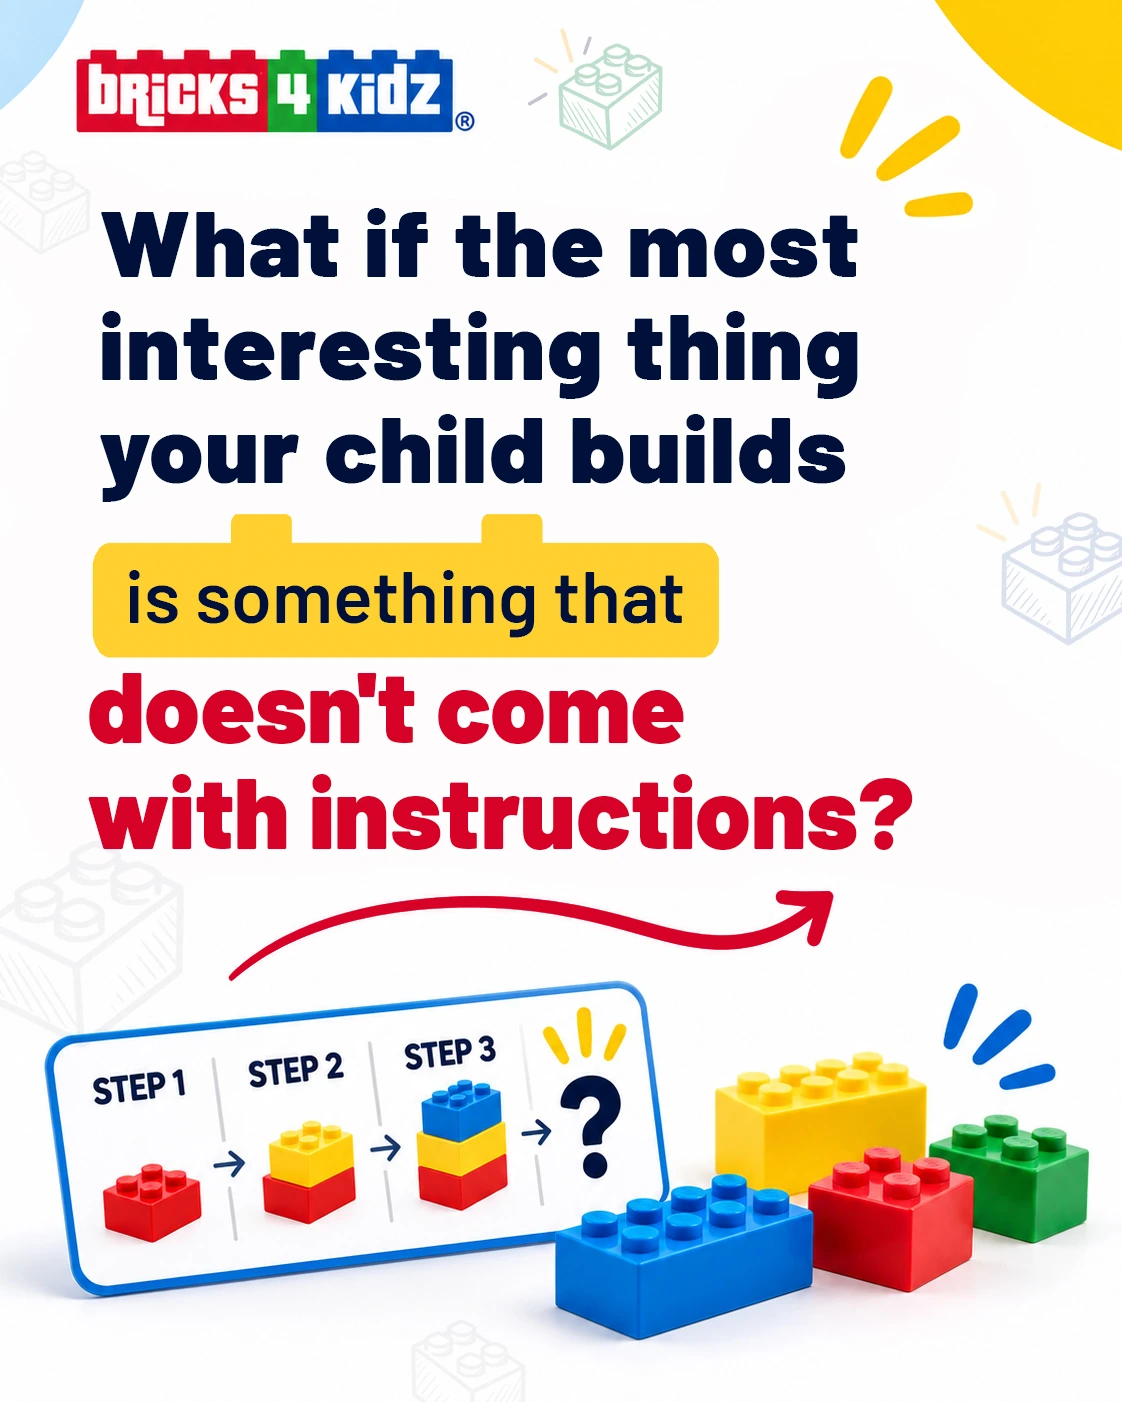 bricks 4 kidz ®
What if the most
interesting thing
your child builds
is something that
doesn't come
with instructions?
STEP 1
STEP 2
STEP 3
?